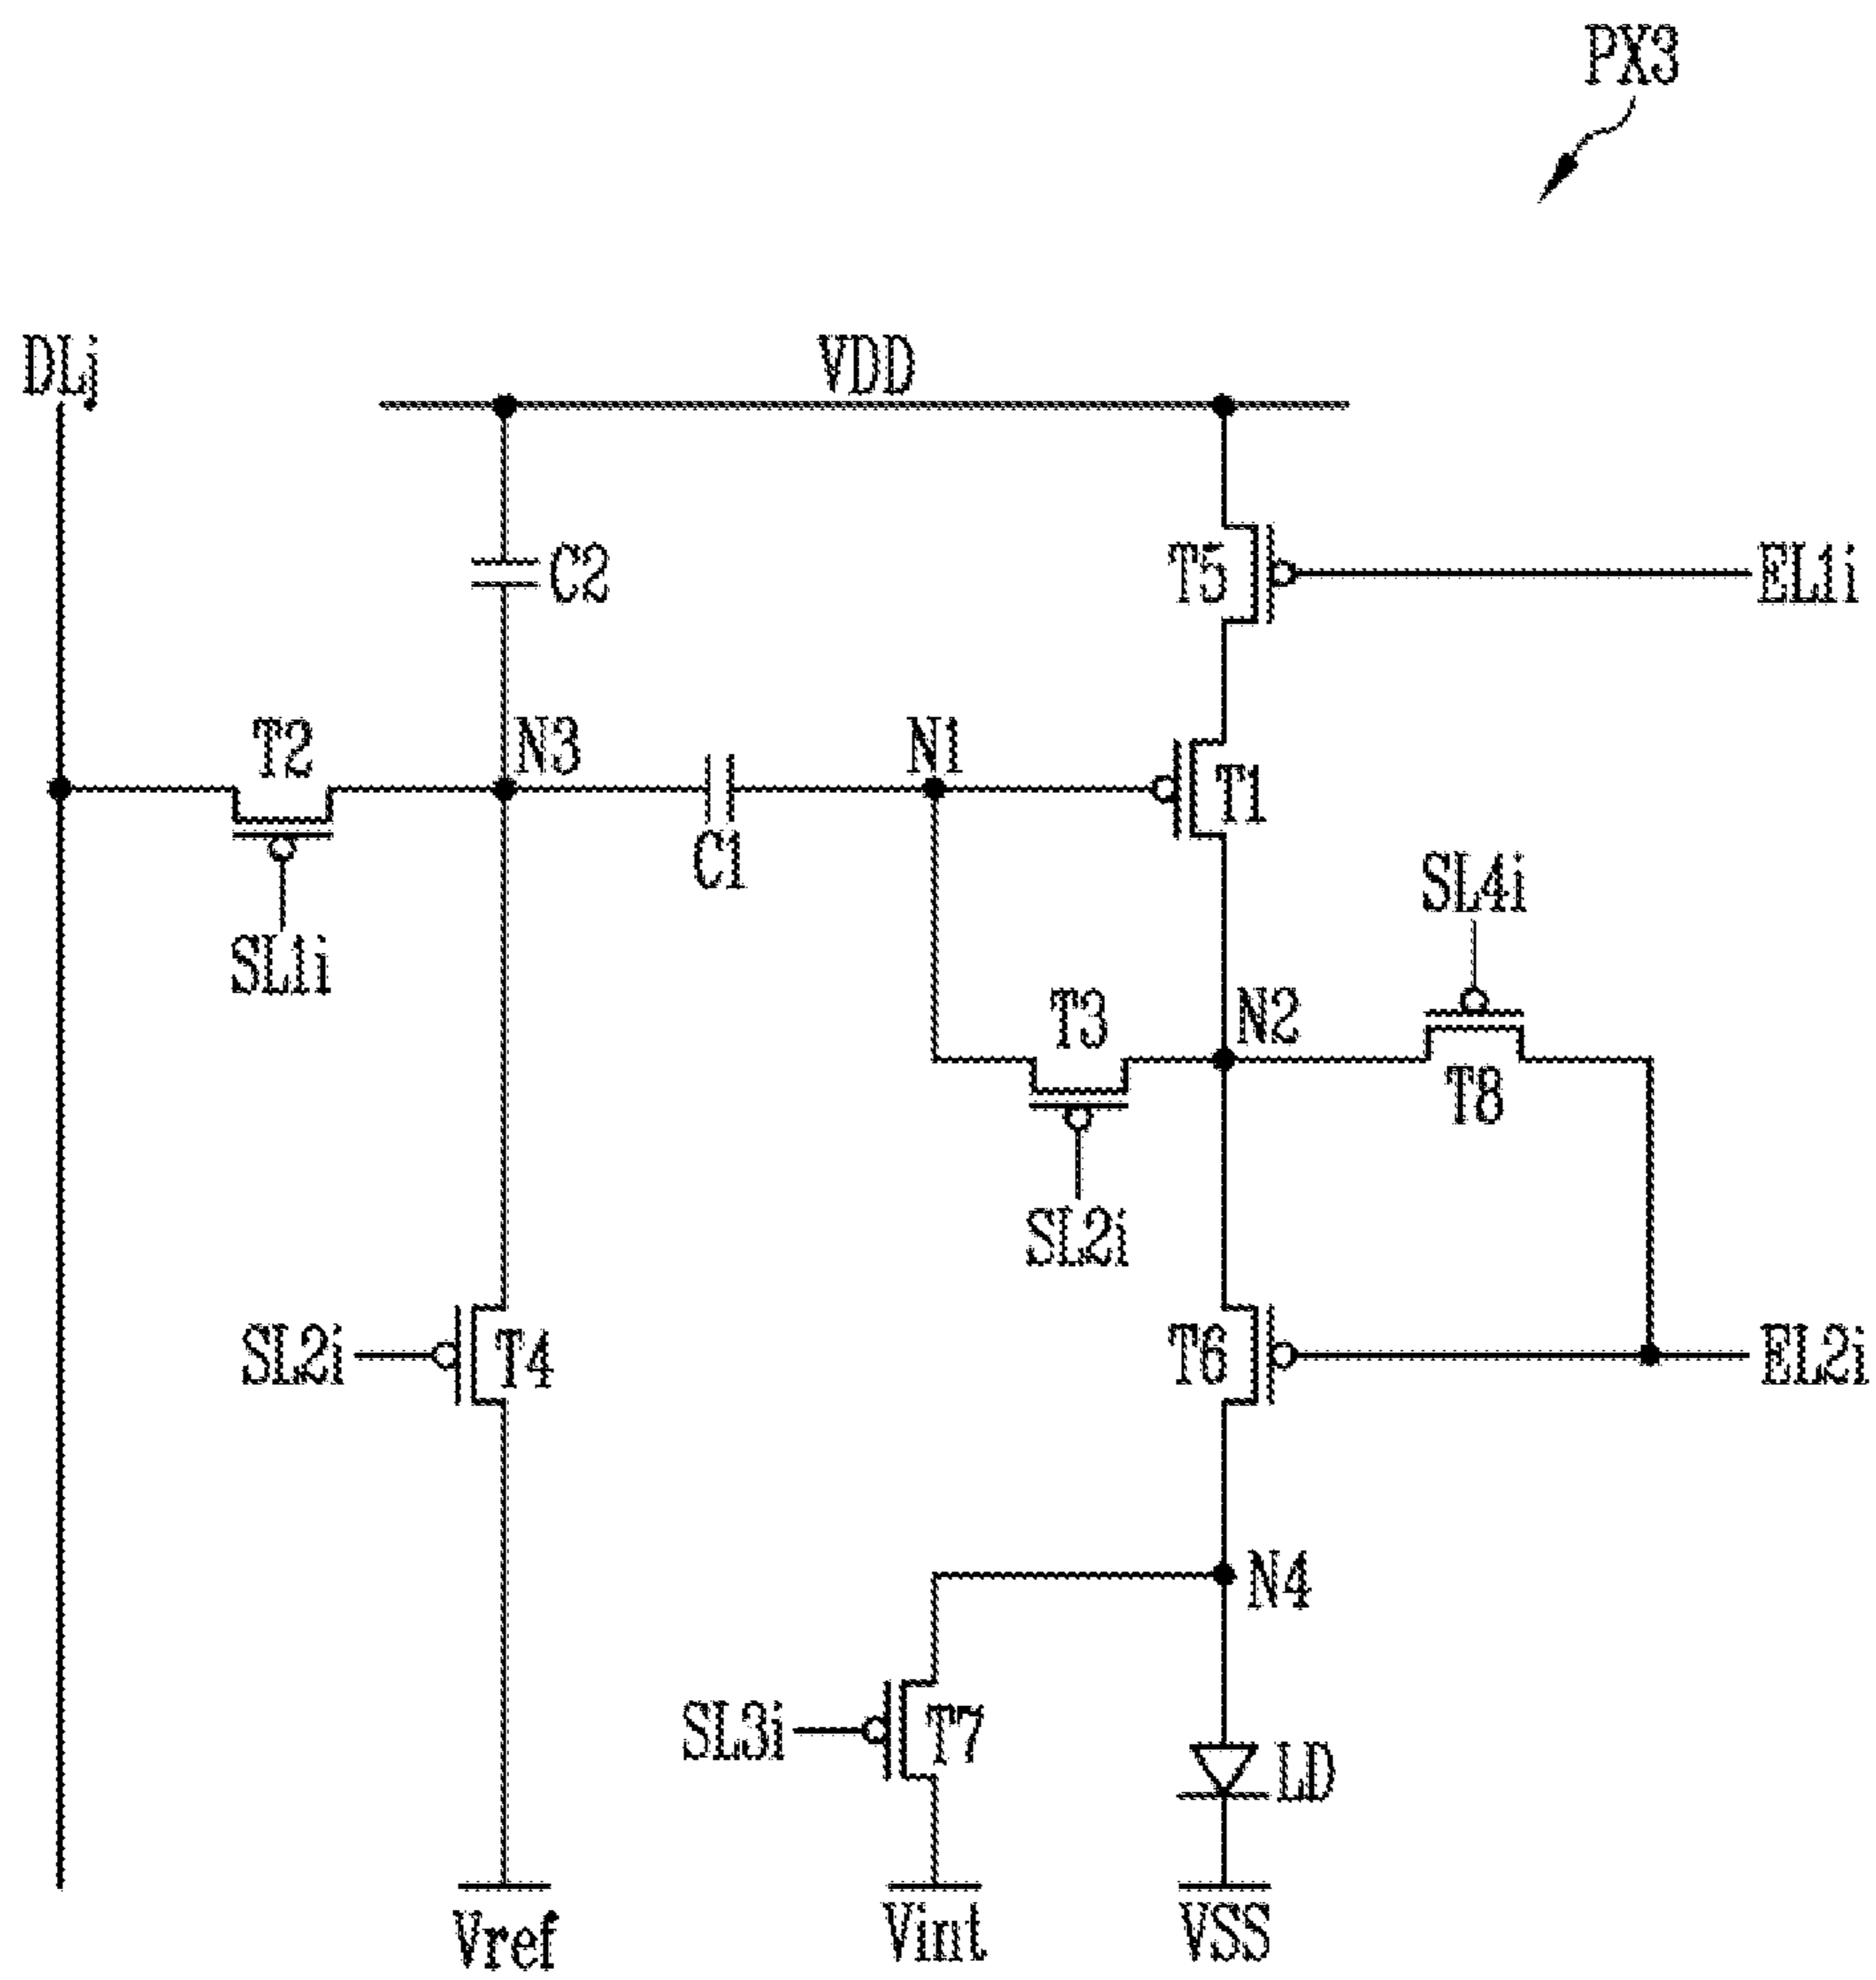 PX3
DLj
VDD
C2
T5
EL1i
T2
N3
N1
T1
C1
SL4i
SL1i
T3
N2
T8
SL2i
SL2i
T4
T6
EL2i
N4
SL3i
T7
LD
Vref
Vint
VSS